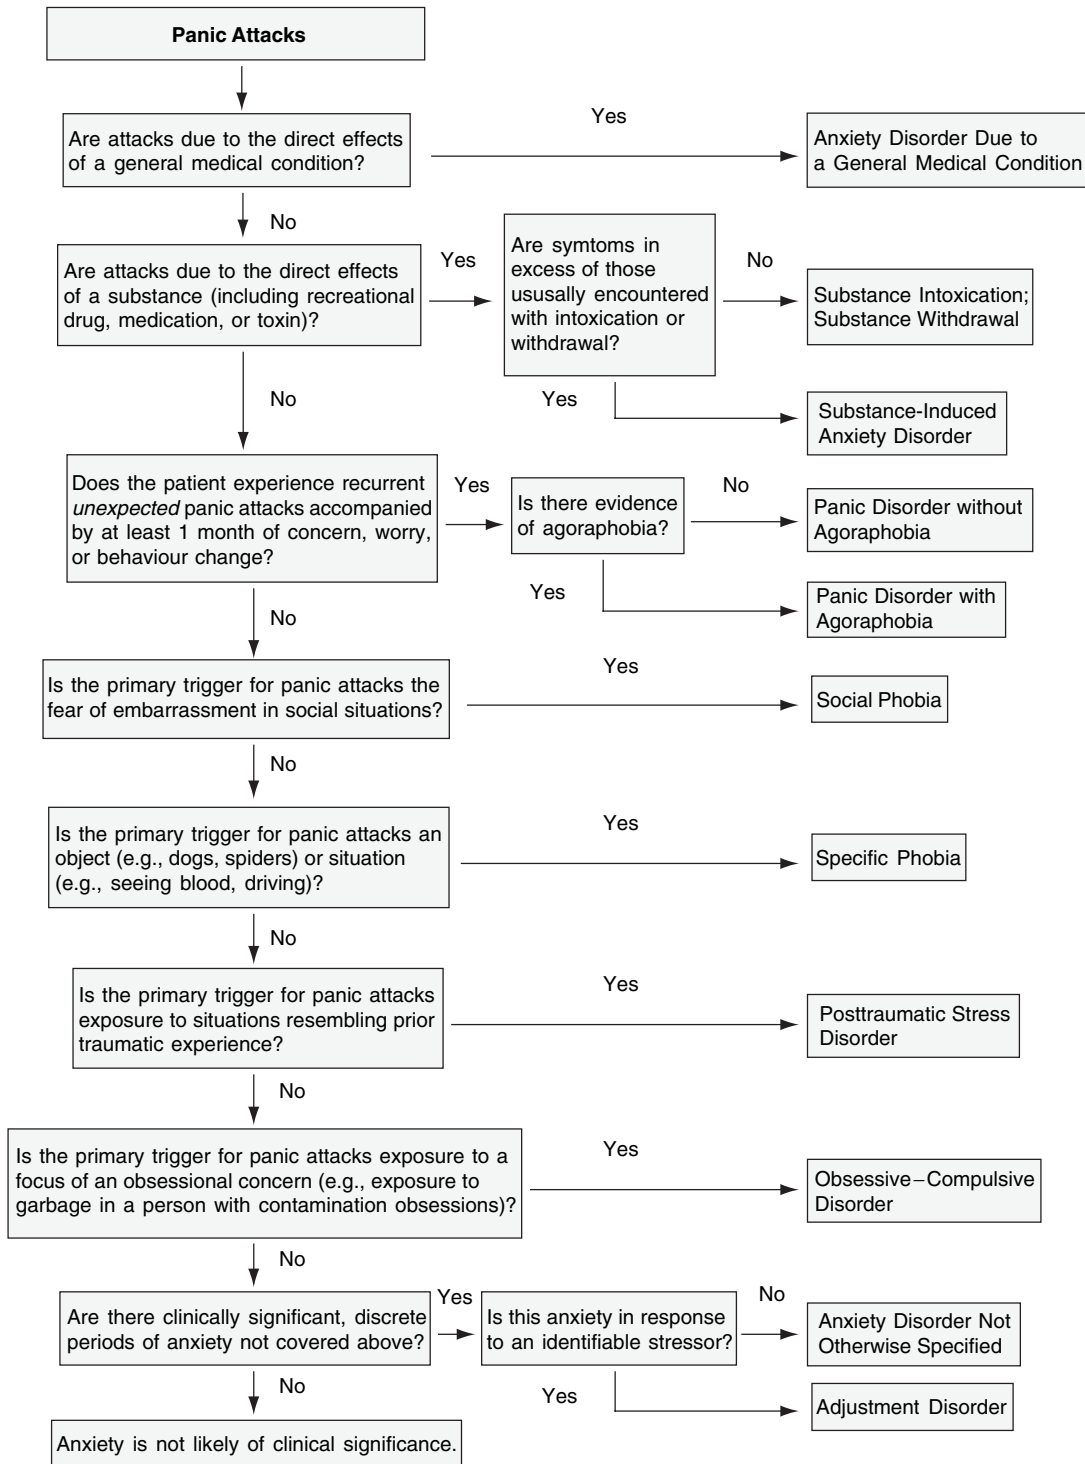 Panic Attacks
Yes
Are attacks due to the direct effects
of a general medical condition?
Anxiety Disorder Due to
a General Medical Condition
No
Are attacks due to the direct effects
of a substance (including recreational
drug, medication, or toxin)?
Yes
Are symtoms in
excess of those
ususally encountered
with intoxication or
withdrawal?
No
Substance Intoxication;
Substance Withdrawal
No
Yes
Substance-Induced
Anxiety Disorder
Does the patient experience recurrent
unexpected panic attacks accompanied
by at least 1 month of concern, worry,
or behaviour change?
Yes
Is there evidence
of agoraphobia?
No
Panic Disorder without
Agoraphobia
Yes
Panic Disorder with
Agoraphobia
No
Is the primary trigger for panic attacks the
fear of embarrassment in social situations?
Yes
Social Phobia
No
Is the primary trigger for panic attacks an
object (e.g., dogs, spiders) or situation
(e.g., seeing blood, driving)?
Yes
Specific Phobia
No
Is the primary trigger for panic attacks
exposure to situations resembling prior
traumatic experience?
Yes
Posttraumatic Stress
Disorder
No
Is the primary trigger for panic attacks exposure to a
focus of an obsessional concern (e.g., exposure to
garbage in a person with contamination obsessions)?
Yes
Obsessive–Compulsive
Disorder
No
Are there clinically significant, discrete
periods of anxiety not covered above?
Yes
Is this anxiety in response
to an identifiable stressor?
No
Anxiety Disorder Not
Otherwise Specified
No
Yes
Adjustment Disorder
Anxiety is not likely of clinical significance.